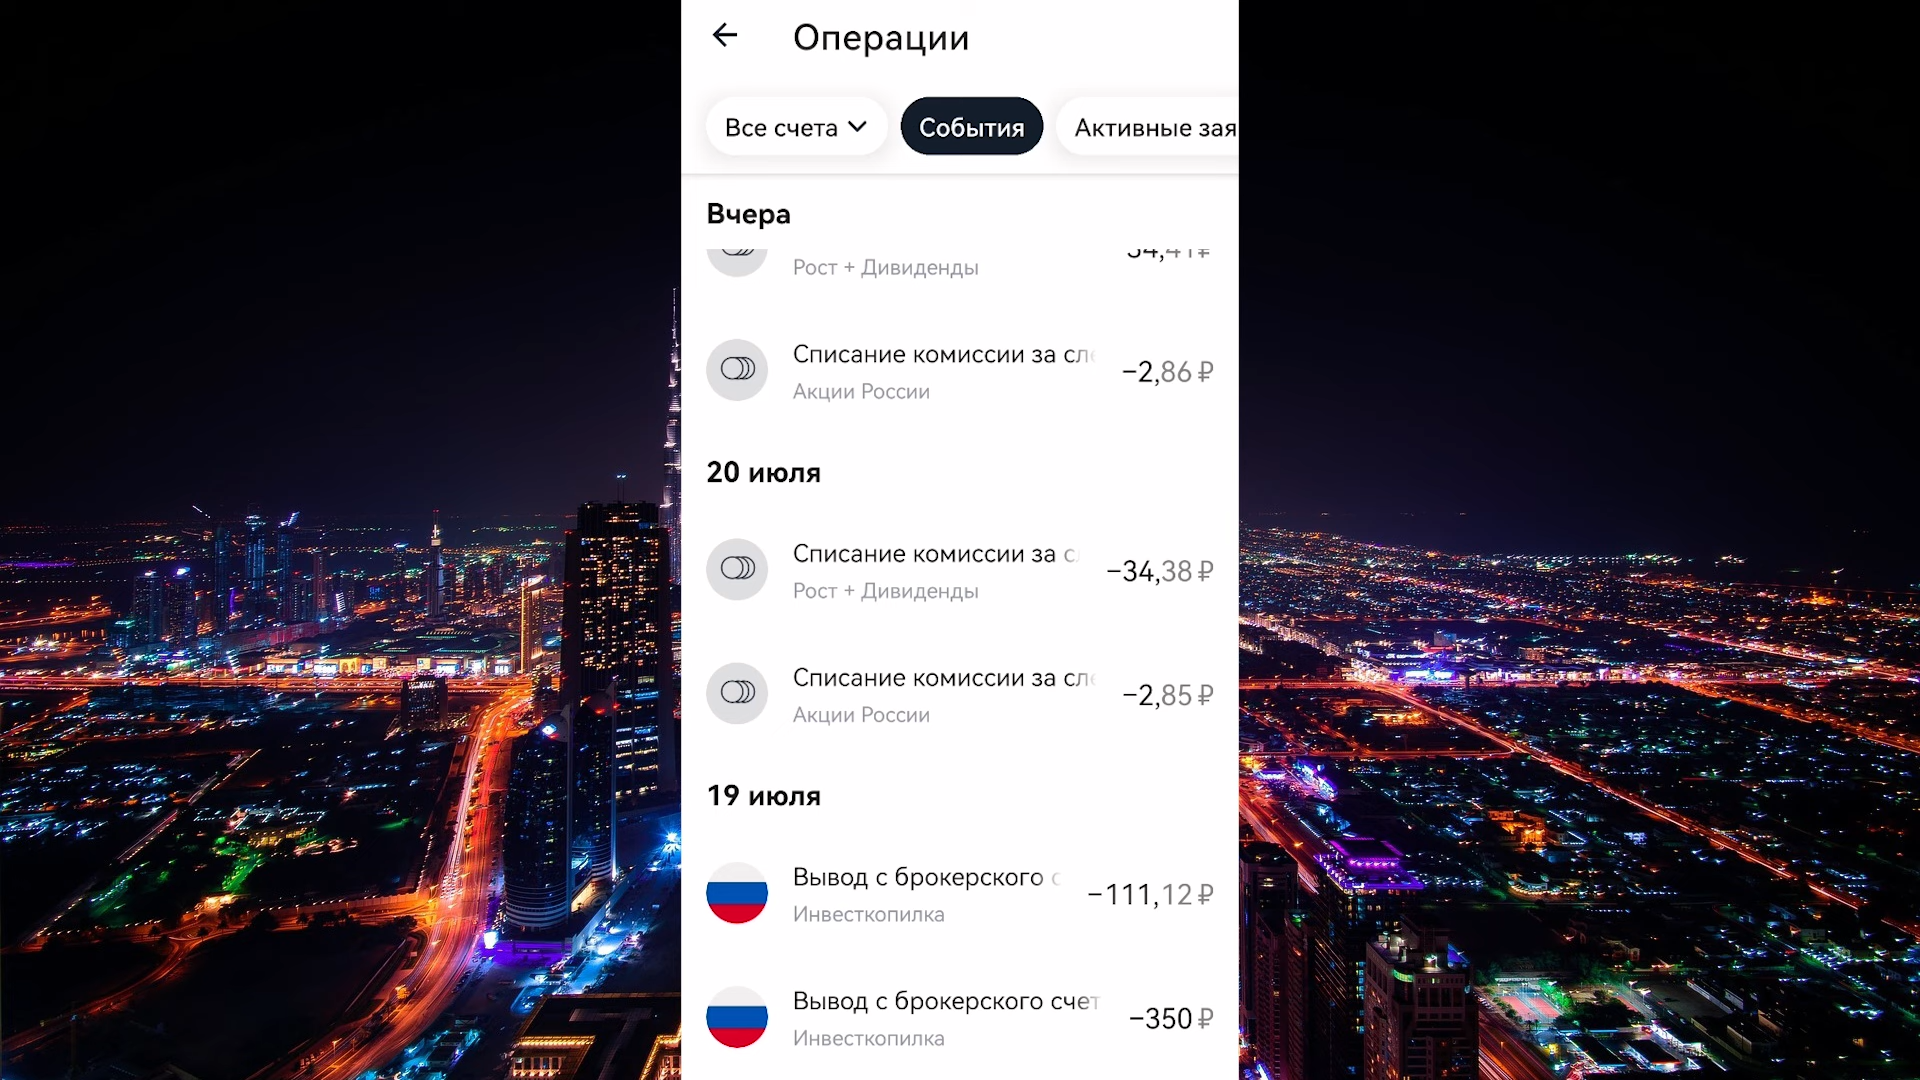 Операции
Все счета
События
Активные зая
Вчера
Рост + Дивиденды
Списание комиссии за сле
−2,86 ₽
Акции России
20 июля
Списание комиссии за с
−34,38 ₽
Рост + Дивиденды
Списание комиссии за сле
−2,85 ₽
Акции России
19 июля
Вывод с брокерского с
−111,12 ₽
Инвесткопилка
Вывод с брокерского счет
−350 ₽
Инвесткопилка